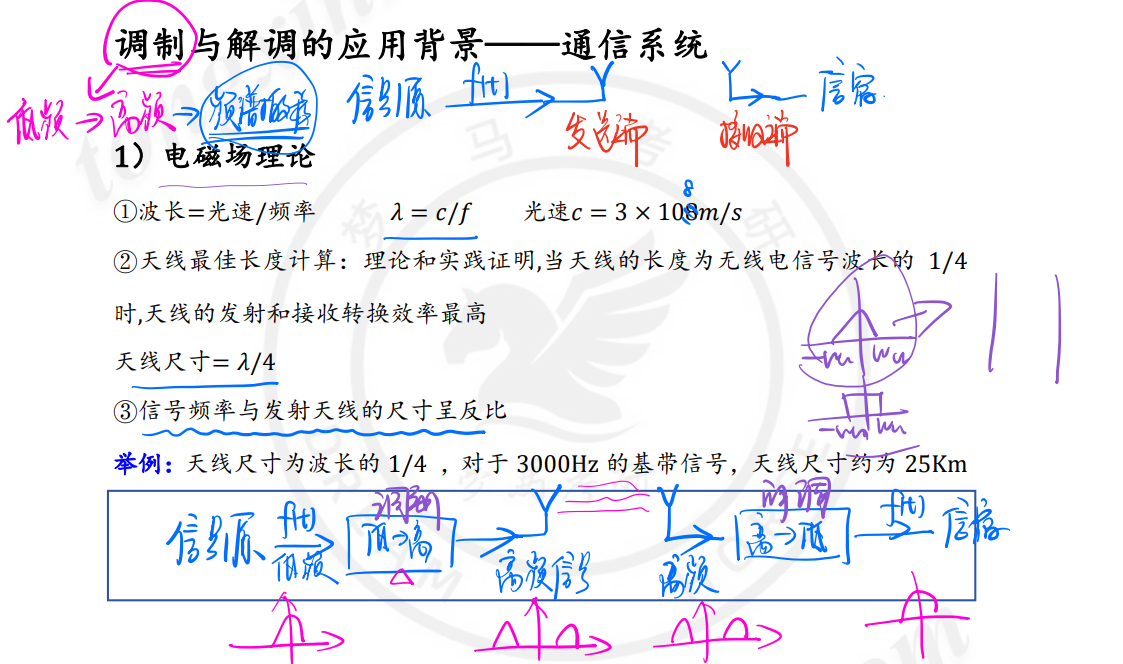 调制与解调的应用背景——通信系统
低频→高频→频谱搬移 信号源 f(t) 信宿
发送端 接收端
1）电磁场理论
①波长=光速/频率 λ = c/f 光速c = 3 × 108m/s
8
②天线最佳长度计算：理论和实践证明,当天线的长度为无线电信号波长的 1/4
时,天线的发射和接收转换效率最高
天线尺寸= λ/4
-ωm ωm
③信号频率与发射天线的尺寸呈反比
-ωm ωm
举例：天线尺寸为波长的 1/4 ，对于 3000Hz 的基带信号，天线尺寸约为 25Km
调制 解调
信号源 f(t) 低→高 高→低 f(t) 信宿
低频 高频信号 高频